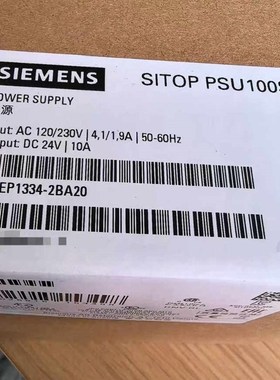 SIEMENS
SITOP PSU100S
OWER SUPPLY
源
ut: AC 120/230V | 4,1/1,9A | 50-60Hz
put: DC 24V | 10A
EP1334-2BA20